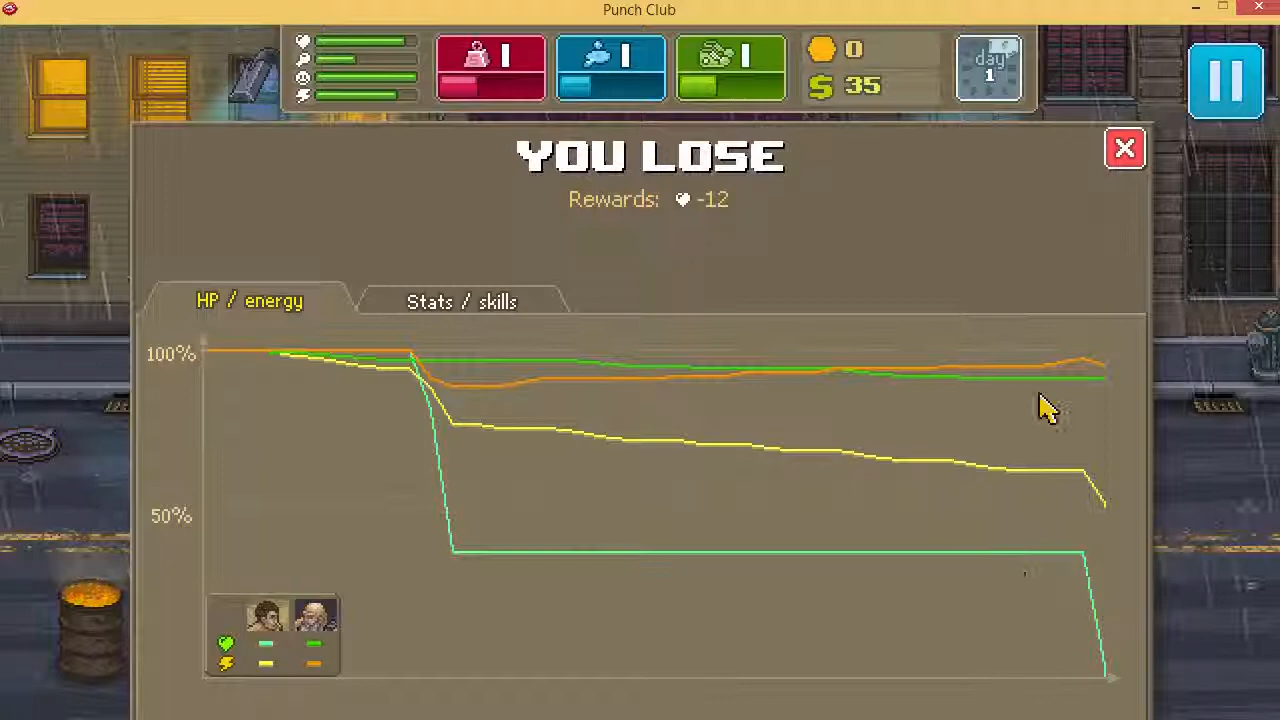 Punch Club
1
1
1
0
35
day
1
YOU LOSE
Rewards: -12
HP / energy
Stats / skills
100%
50%